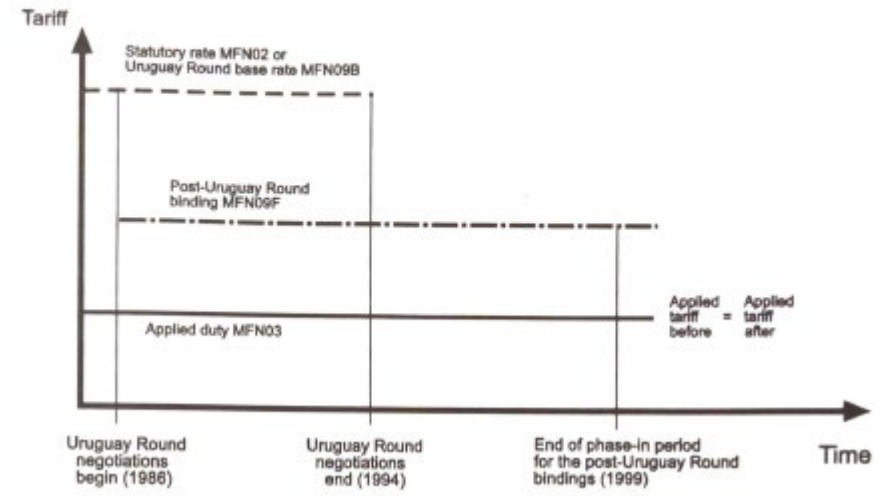 Tariff
Statutory rate MFN02 or
Uruguay Round base rate MFN09B
Post-Uruguay Round
binding MFN09F
Applied duty MFN03
Applied tariff before
=
Applied tariff after
Uruguay Round
negotiations
begin (1986)
Uruguay Round
negotiations
end (1994)
End of phase-in period
for the post-Uruguay Round
bindings (1999)
Time